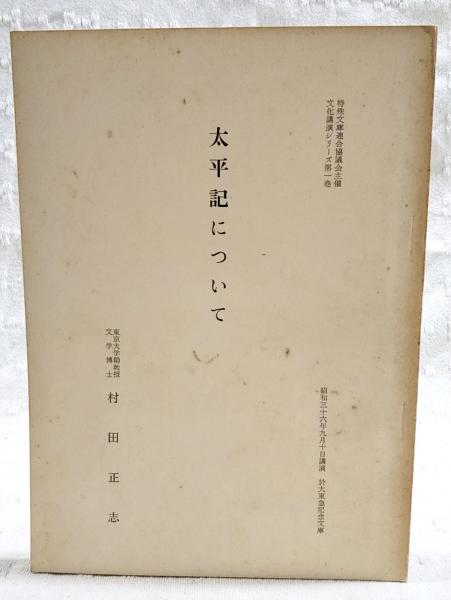 特殊文庫連合協議会主催
文化講演シリーズ第一巻
昭和三十六年九月十日講演　於大東急記念文庫
太平記について
東京大学助教授
文学博士
村田正志